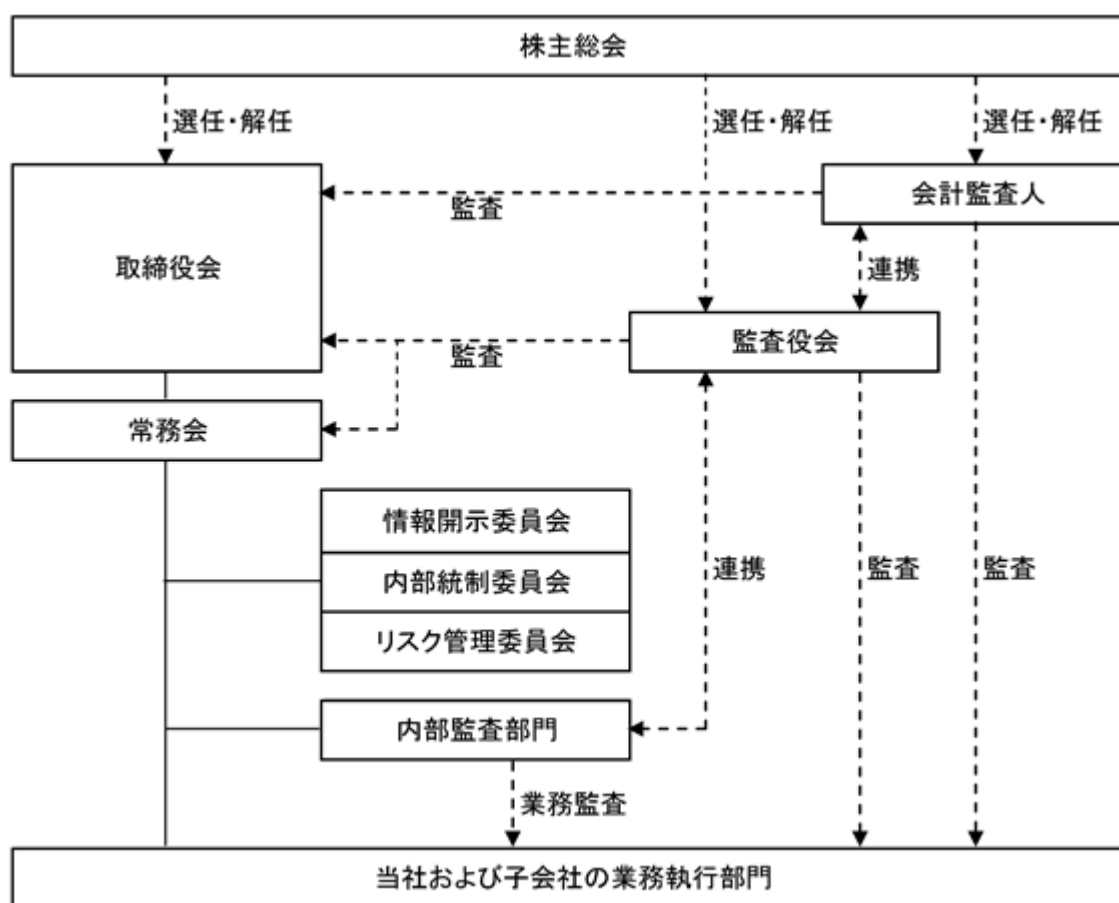 株主総会
選任・解任
選任・解任
選任・解任
会計監査人
監査
取締役会
連携
監査役会
監査
常務会
情報開示委員会
内部統制委員会
リスク管理委員会
連携
監査
監査
内部監査部門
業務監査
当社および子会社の業務執行部門